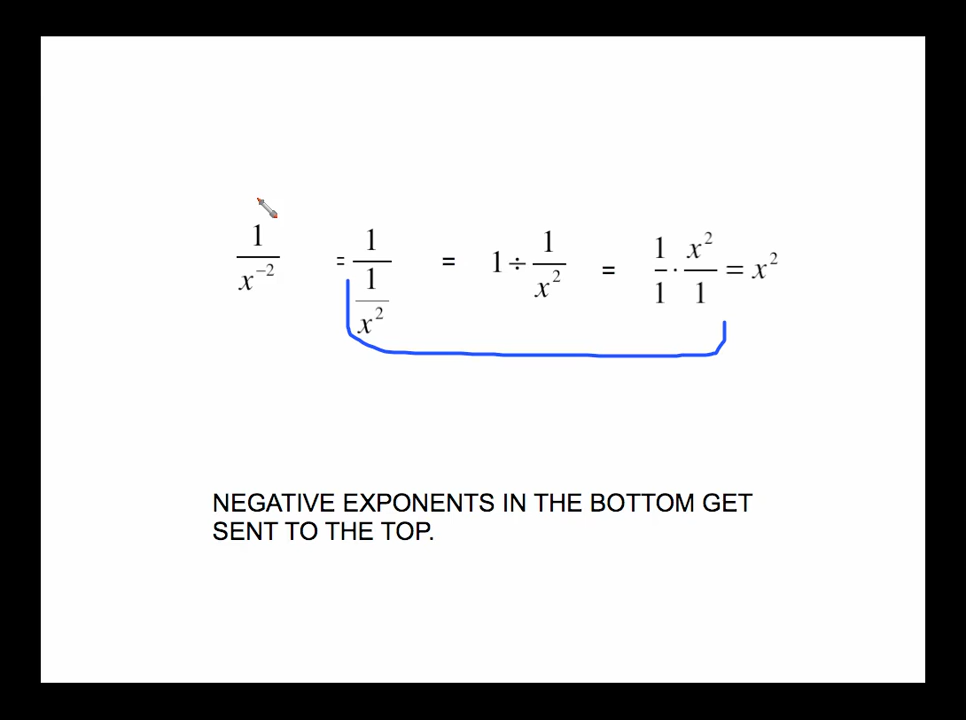 1/x⁻² = 1/(1/x²) = 1 ÷ 1/x² = 1/1 · x²/1 = x²
NEGATIVE EXPONENTS IN THE BOTTOM GET
SENT TO THE TOP.